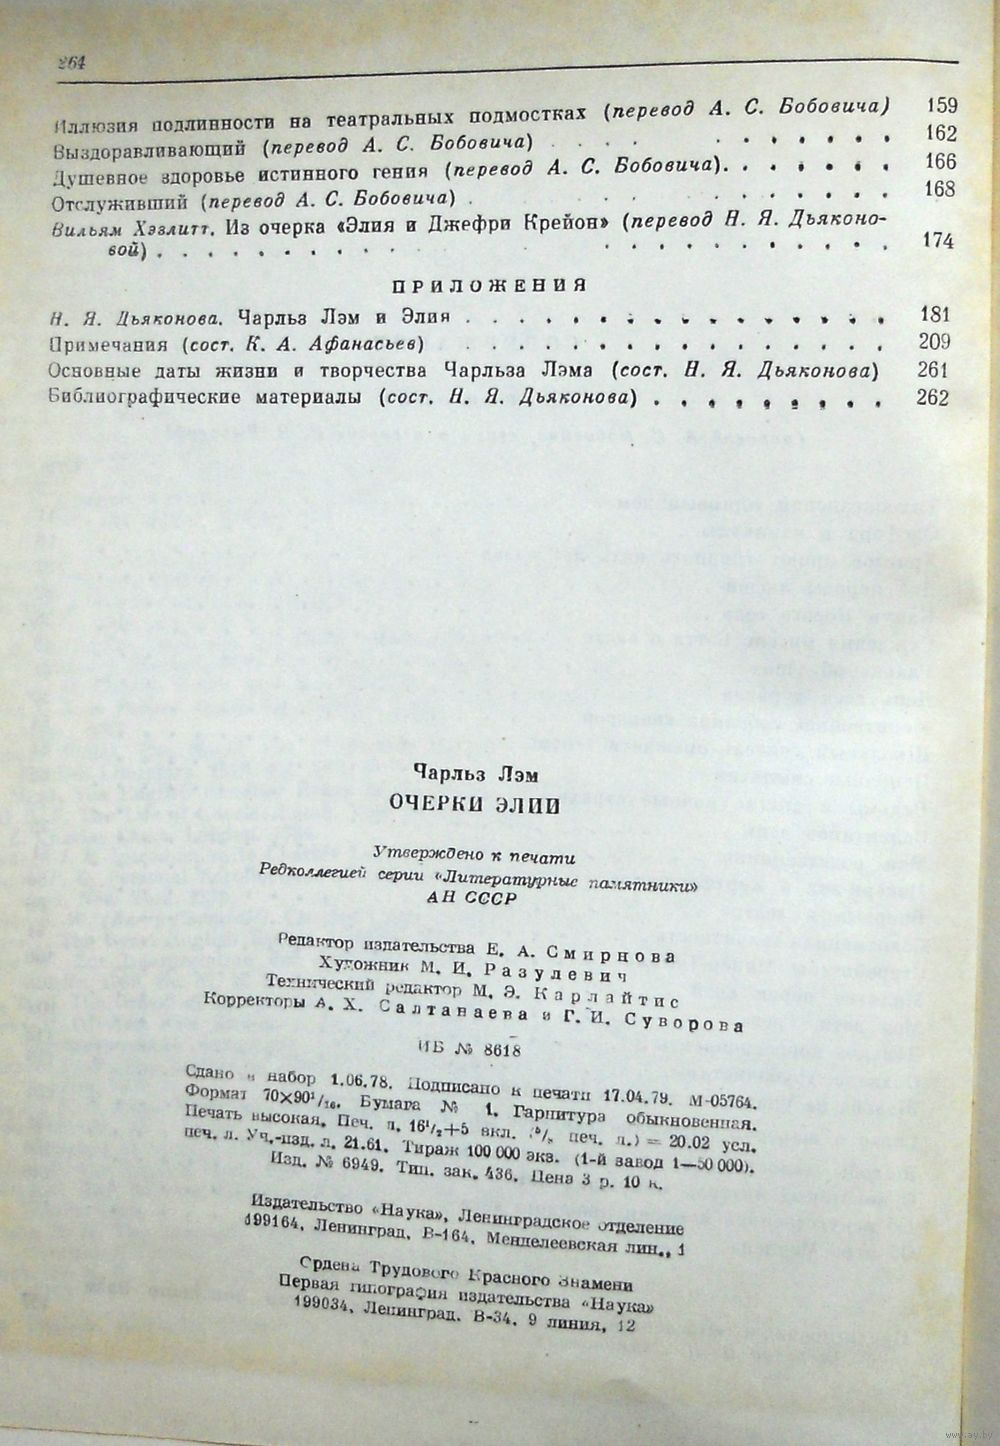 264
Иллюзия подлинности на театральных подмостках (перевод А. С. Бобовича) 159
Выздоравливающий (перевод А. С. Бобовича) . . . . . . . . . . . 162
Душевное здоровье истинного гения (перевод А. С. Бобовича). . . . . . . 166
Отслуживший (перевод А. С. Бобовича) . . . . . . . . . . . . 168
Вильям Хэзлитт. Из очерка «Элия и Джефри Крейон» (перевод Н. Я. Дьяконо-
вой) . . . . . . . . . . . . . . . . . . . . . 174
ПРИЛОЖЕНИЯ
Н. Я. Дьяконова. Чарльз Лэм и Элия . . . . . . . . . . . . . . . . 181
Примечания (сост. К. А. Афанасьев) . . . . . . . . . . . . . . . . 209
Основные даты жизни и творчества Чарльза Лэма (сост. Н. Я. Дьяконова) 261
Библиографические материалы (сост. Н. Я. Дьяконова) . . . . . . . . . 262
Чарльз Лэм
ОЧЕРКИ ЭЛИИ
Утверждено к печати
Редколлегией серии «Литературные памятники»
АН СССР
Редактор издательства Е. А. Смирнова
Художник М. И. Разулевич
Технический редактор М. Э. Карлайтис
Корректоры А. Х. Салтанаева и Г. И. Суворова
ИБ № 8618
Сдано в набор 1.06.78. Подписано к печати 17.04.79. М-05764.
Формат 70×90¹/₁₆. Бумага № 1. Гарнитура обыкновенная.
Печать высокая. Печ. л. 16¹/₂+5 вкл. печ. л.) = 20.02 усл.
печ. л. Уч.-изд. л. 21.61. Тираж 100 000 экз. (1-й завод 1—50 000).
Изд. № 6949. Тип. зак. 436. Цена 3 р. 10 к.
Издательство «Наука», Ленинградское отделение
199164, Ленинград, В-164, Менделеевская лин., 1
Ордена Трудового Красного Знамени
Первая типография издательства «Наука»
199034, Ленинград, В-34, 9 линия, 12
www.ay.by